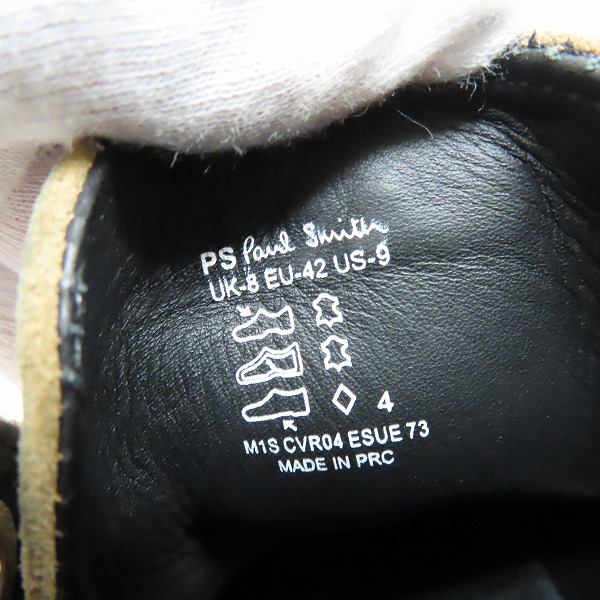 PS Paul Smith
UK-8 EU-42 US-9
4
M1S CVR04 ESUE 73
MADE IN PRC